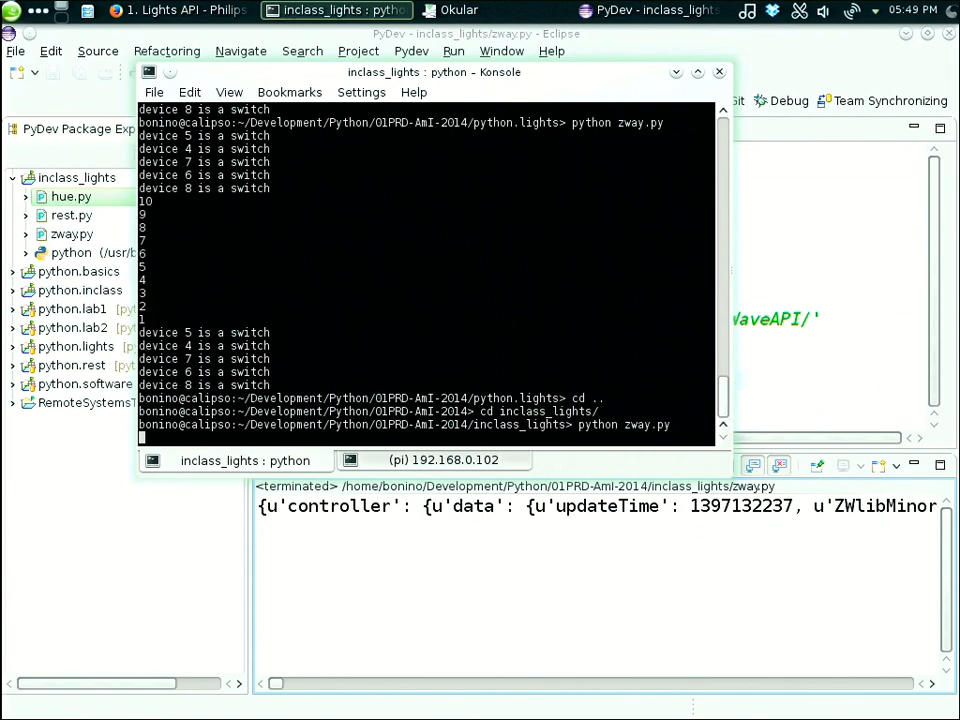 1. Lights API - Philips
inclass_lights : pytho
Okular
PyDev - inclass_lights
05:49 PM
PyDev - inclass_lights/zway.py - Eclipse
File Edit Source Refactoring Navigate Search Project Pydev Run Window Help
inclass_lights : python – Konsole
File Edit View Bookmarks Settings Help
Debug
Team Synchronizing
PyDev Package Exp
inclass_lights
hue.py
rest.py
zway.py
python (/usr/b
python.basics
python.inclass
python.lab1 [pyt
python.lab2 [pyt
python.lights [p
python.rest [pyt
python.software
RemoteSystemsT
device 8 is a switch
bonino@calipso:~/Development/Python/01PRD-AmI-2014/python.lights> python zway.py
device 5 is a switch
device 4 is a switch
device 7 is a switch
device 6 is a switch
device 8 is a switch
10
9
8
7
6
5
4
3
2
1
device 5 is a switch
device 4 is a switch
device 7 is a switch
device 6 is a switch
device 8 is a switch
bonino@calipso:~/Development/Python/01PRD-AmI-2014/python.lights> cd ..
bonino@calipso:~/Development/Python/01PRD-AmI-2014> cd inclass_lights/
bonino@calipso:~/Development/Python/01PRD-AmI-2014/inclass_lights> python zway.py
WaveAPI/'
inclass_lights : python
(pi) 192.168.0.102
<terminated> /home/bonino/Development/Python/01PRD-AmI-2014/inclass_lights/zway.py
{u'controller': {u'data': {u'updateTime': 1397132237, u'ZWlibMinor